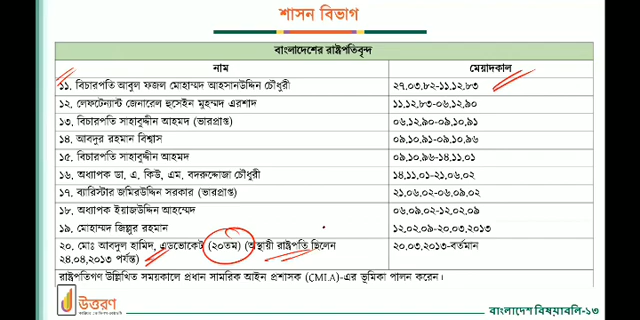 শাসন বিভাগ
বাংলাদেশের রাষ্ট্রপতিবৃন্দ
নাম মেয়াদকাল
১১. বিচারপতি আবুল ফজল মোহাম্মদ আহসানউদ্দিন চৌধুরী ২৭.০৩.৮২-১১.১২.৮৩
১২. লেফটেন্যান্ট জেনারেল হুসেইন মুহম্মদ এরশাদ ১১.১২.৮৩-০৬.১২.৯০
১৩. বিচারপতি সাহাবুদ্দীন আহমদ (ভারপ্রাপ্ত) ০৬.১২.৯০-০৯.১০.৯১
১৪. আবদুর রহমান বিশ্বাস ০৯.১০.৯১-০৯.১০.৯৬
১৫. বিচারপতি সাহাবুদ্দীন আহমদ ০৯.১০.৯৬-১৪.১১.০১
১৬. অধ্যাপক ডা. এ. কিউ. এম. বদরুদ্দোজা চৌধুরী ১৪.১১.০১-২১.০৬.০২
১৭. ব্যারিস্টার জমিরউদ্দিন সরকার (ভারপ্রাপ্ত) ২১.০৬.০২-০৬.০৯.০২
১৮. অধ্যাপক ইয়াজউদ্দিন আহম্মেদ ০৬.০৯.০২-১২.০২.০৯
১৯. মোহাম্মদ জিল্লুর রহমান ১২.০২.০৯-২০.০৩.২০১৩
২০. মোঃ আবদুল হামিদ, এডভোকেট (২০তম) (অস্থায়ী রাষ্ট্রপতি ছিলেন ২০.০৩.২০১৩-বর্তমান
২৪.০৪.২০১৩ পর্যন্ত)
রাষ্ট্রপতিগণ উল্লিখিত সময়কালে প্রধান সামরিক আইন প্রশাসক (CMLA)-এর ভূমিকা পালন করেন।
উত্তরণ
বাংলাদেশ বিষয়াবলি-১৩